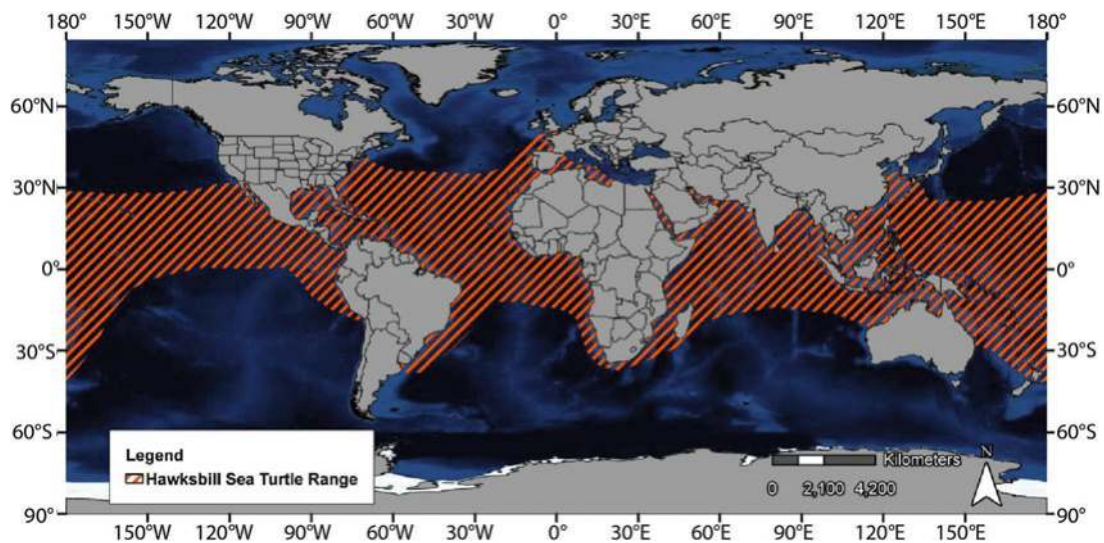 180° 150°W 120°W 90°W 60°W 30°W 0° 30°E 60°E 90°E 120°E 150°E 180°
60°N 60°N
30°N 30°N
0° 0°
30°S 30°S
60°S 60°S
Legend
Hawksbill Sea Turtle Range
Kilometers
0 2,100 4,200
N
90° 90°
150°W 120°W 90°W 60°W 30°W 0° 30°E 60°E 90°E 120°E 150°E